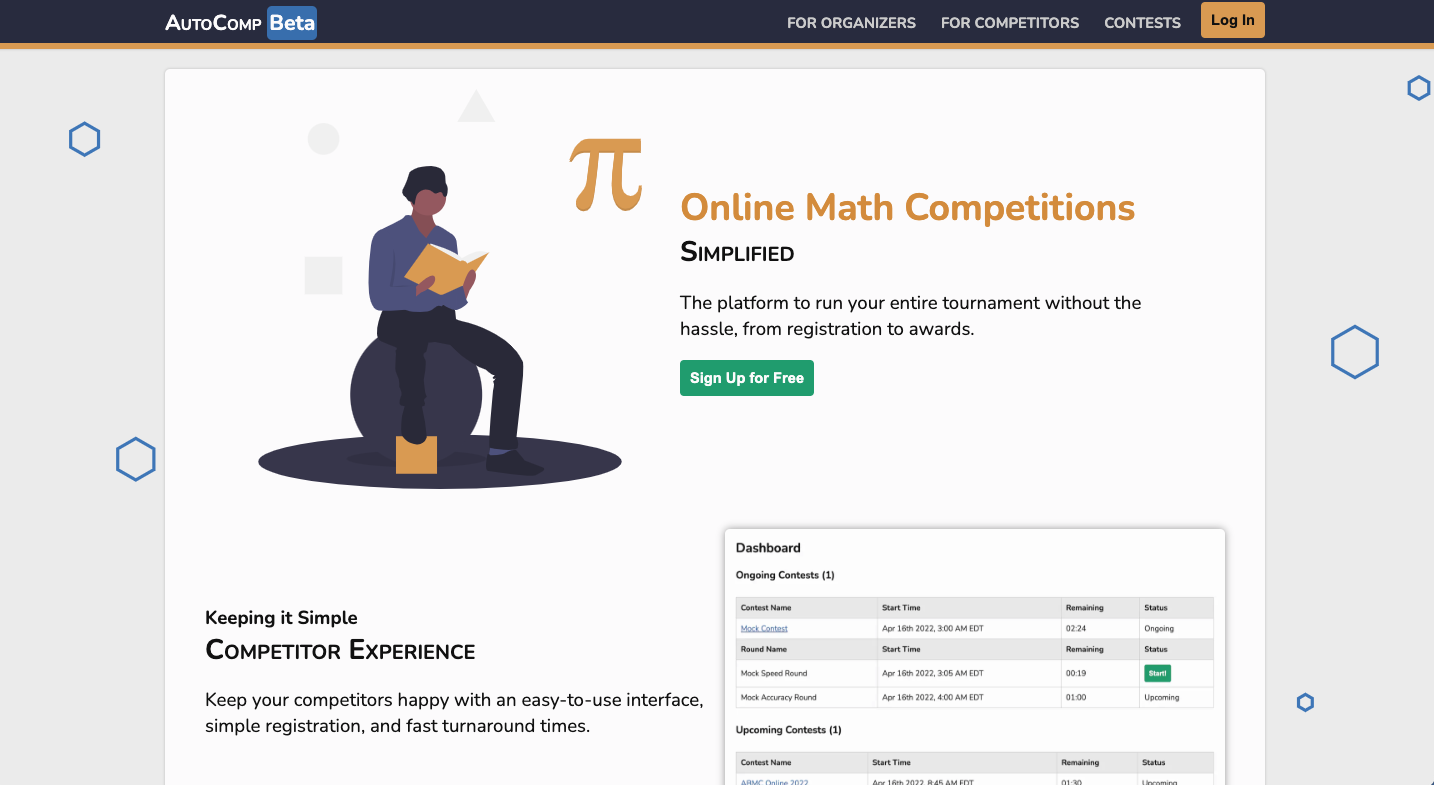 AutoComp Beta
FOR ORGANIZERS FOR COMPETITORS CONTESTS Log In
π
Online Math Competitions
Simplified
The platform to run your entire tournament without the
hassle, from registration to awards.
Sign Up for Free
Keeping it Simple
Competitor Experience
Keep your competitors happy with an easy-to-use interface,
simple registration, and fast turnaround times.
Dashboard
Ongoing Contests (1)
Contest Name Start Time Remaining Status
Mock Contest Apr 16th 2022, 3:00 AM EDT 02:24 Ongoing
Round Name Start Time Remaining Status
Mock Speed Round Apr 16th 2022, 3:05 AM EDT 00:19 Start!
Mock Accuracy Round Apr 16th 2022, 4:00 AM EDT 01:00 Upcoming
Upcoming Contests (1)
Contest Name Start Time Remaining Status
ABMC Online 2022 Apr 16th 2022, 8:45 AM EDT 01:30 Upcoming